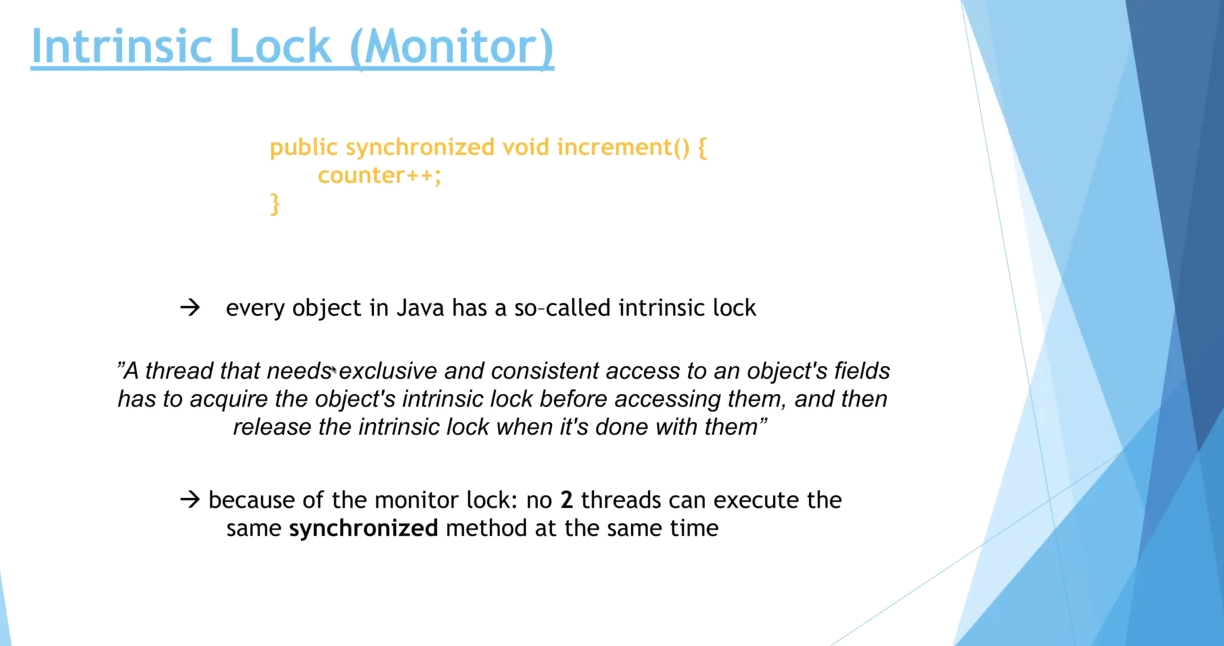 Intrinsic Lock (Monitor)
public synchronized void increment() {
counter++;
}
→ every object in Java has a so-called intrinsic lock
”A thread that needs exclusive and consistent access to an object's fields
has to acquire the object's intrinsic lock before accessing them, and then
release the intrinsic lock when it's done with them”
→ because of the monitor lock: no 2 threads can execute the
same synchronized method at the same time